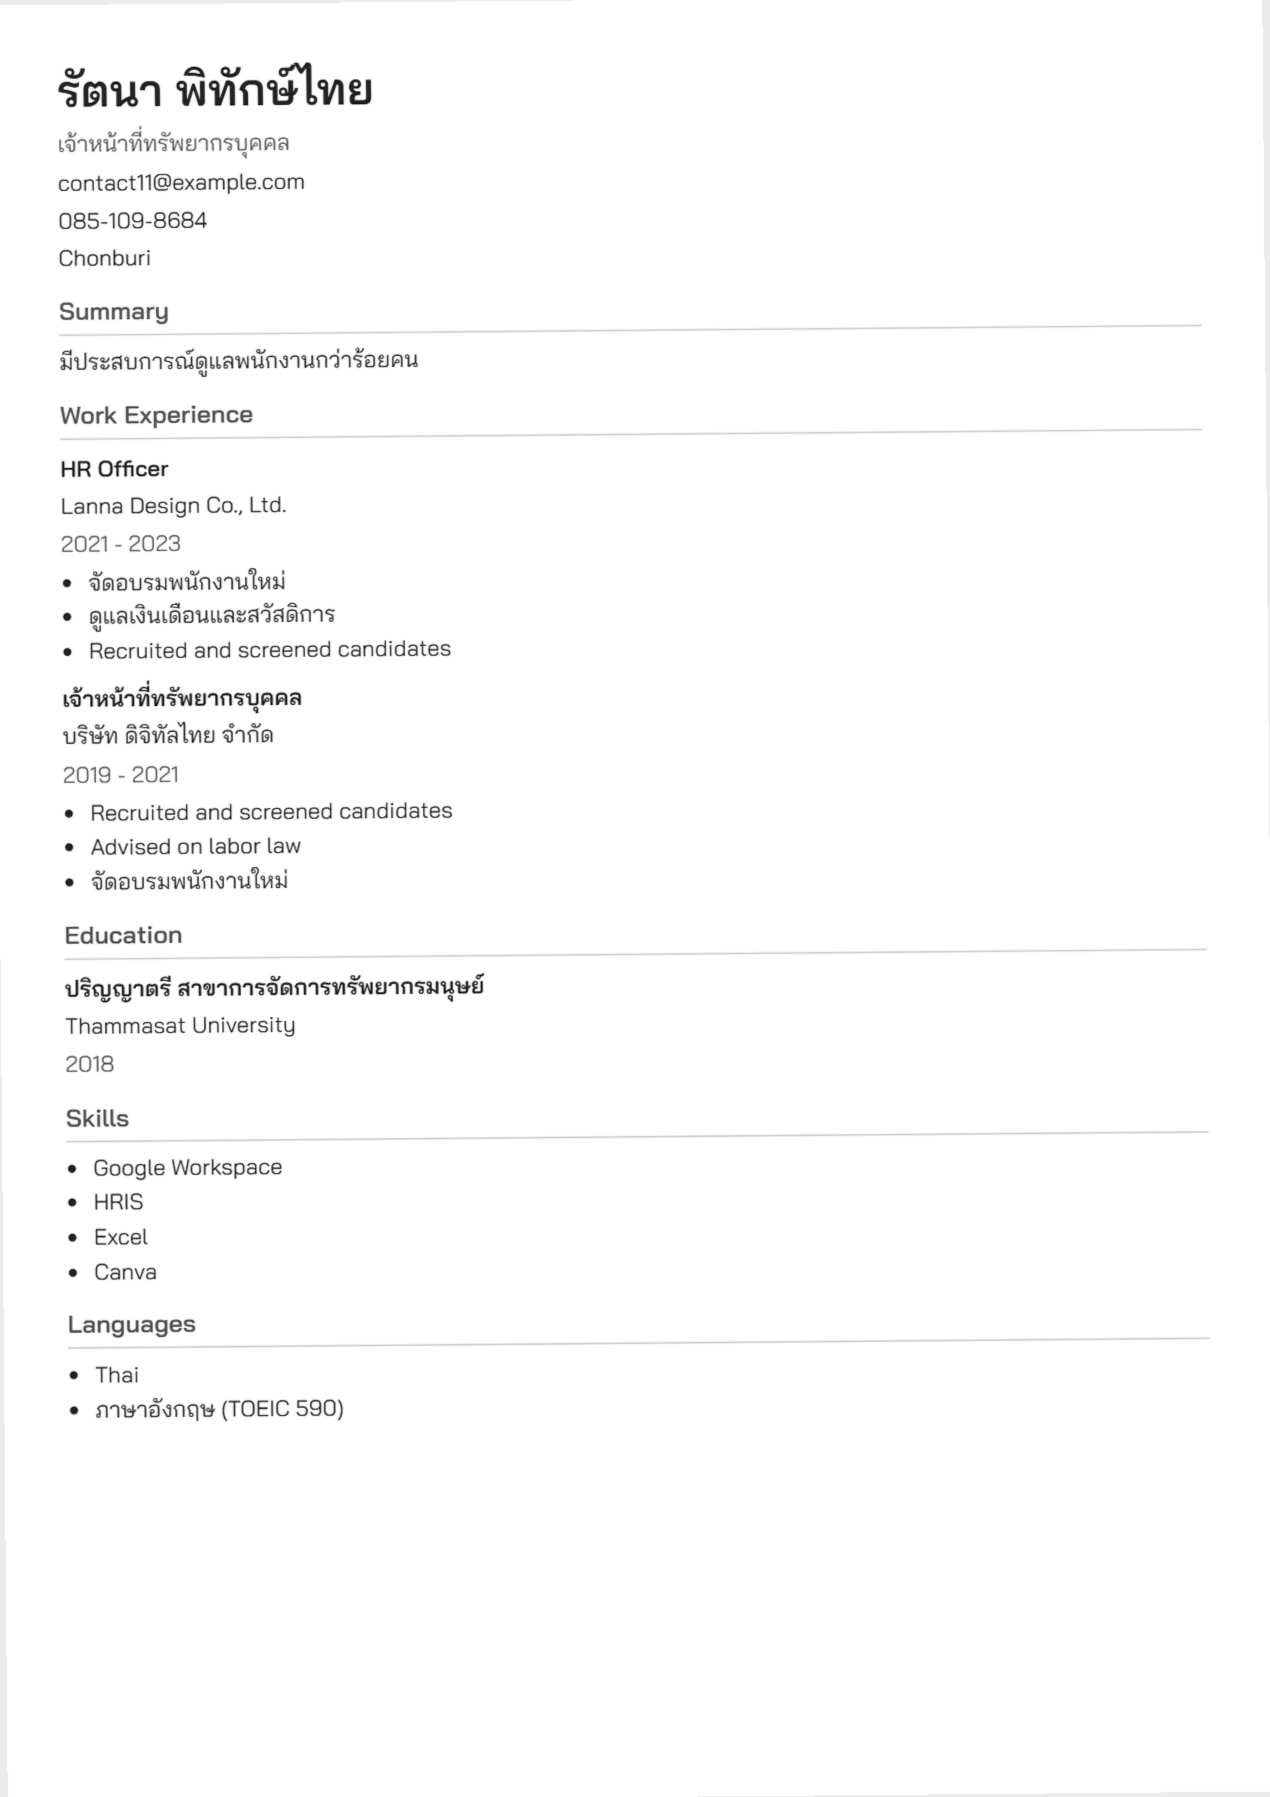 รัตนา พิทักษ์ไทย
เจ้าหน้าที่ทรัพยากรบุคคล
contact11@example.com
085-109-8684
Chonburi
Summary
มีประสบการณ์ดูแลพนักงานกว่าร้อยคน
Work Experience
HR Officer
Lanna Design Co., Ltd.
2021 - 2023
• จัดอบรมพนักงานใหม่
• ดูแลเงินเดือนและสวัสดิการ
• Recruited and screened candidates
เจ้าหน้าที่ทรัพยากรบุคคล
บริษัท ดิจิทัลไทย จำกัด
2019 - 2021
• Recruited and screened candidates
• Advised on labor law
• จัดอบรมพนักงานใหม่
Education
ปริญญาตรี สาขาการจัดการทรัพยากรมนุษย์
Thammasat University
2018
Skills
• Google Workspace
• HRIS
• Excel
• Canva
Languages
• Thai
• ภาษาอังกฤษ (TOEIC 590)